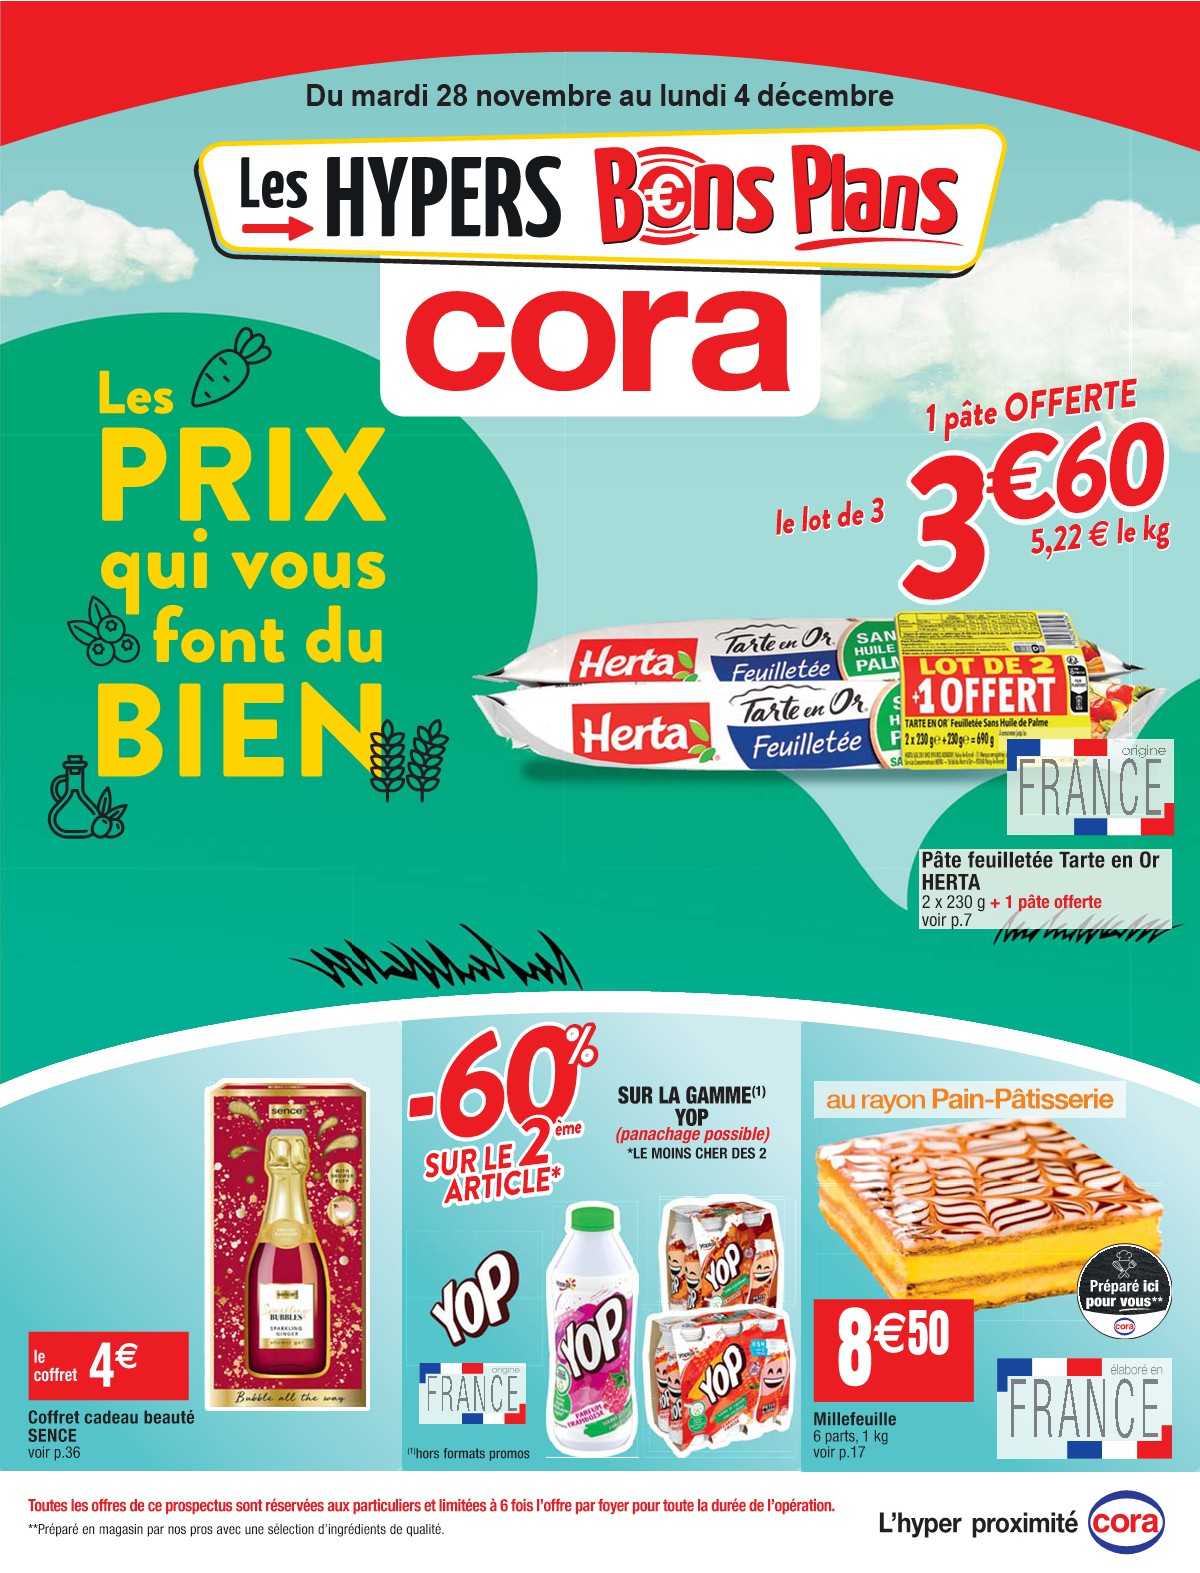 Du mardi 28 novembre au lundi 4 décembre
Les HYPERS Bons Plans
cora
Les
PRIX
qui vous
font du
BIEN
1 pâte OFFERTE
le lot de 3
3€60
5,22 € le kg
Herta Tarte en Or Feuilletée
SAN
HUILE
PAL
Herta Tarte en Or. Feuilletée
LOT DE 2
+1 OFFERT
TARTE EN OR Feuilletée Sans Huile de Palme
2 x 230 g + 230 g = 690 g
origine
FRANCE
Pâte feuilletée Tarte en Or
HERTA
2 x 230 g + 1 pâte offerte
voir p.7
sence
BUBBLES
SPARKLING
GINGER
shower gel
Bubble all the way
le coffret 4€
Coffret cadeau beauté
SENCE
voir p.36
-60%
SUR LE 2ème
ARTICLE*
SUR LA GAMME(1)
YOP
(panachage possible)
*LE MOINS CHER DES 2
YOP
YOP
PARFUM
FRAMBOISE
YOP
YOP
origine
FRANCE
(1)hors formats promos
au rayon Pain-Pâtisserie
Préparé ici
pour vous**
cora
8€50
Millefeuille
6 parts, 1 kg
voir p.17
élaboré en
FRANCE
Toutes les offres de ce prospectus sont réservées aux particuliers et limitées à 6 fois l'offre par foyer pour toute la durée de l'opération.
**Préparé en magasin par nos pros avec une sélection d'ingrédients de qualité.
L'hyper proximité cora